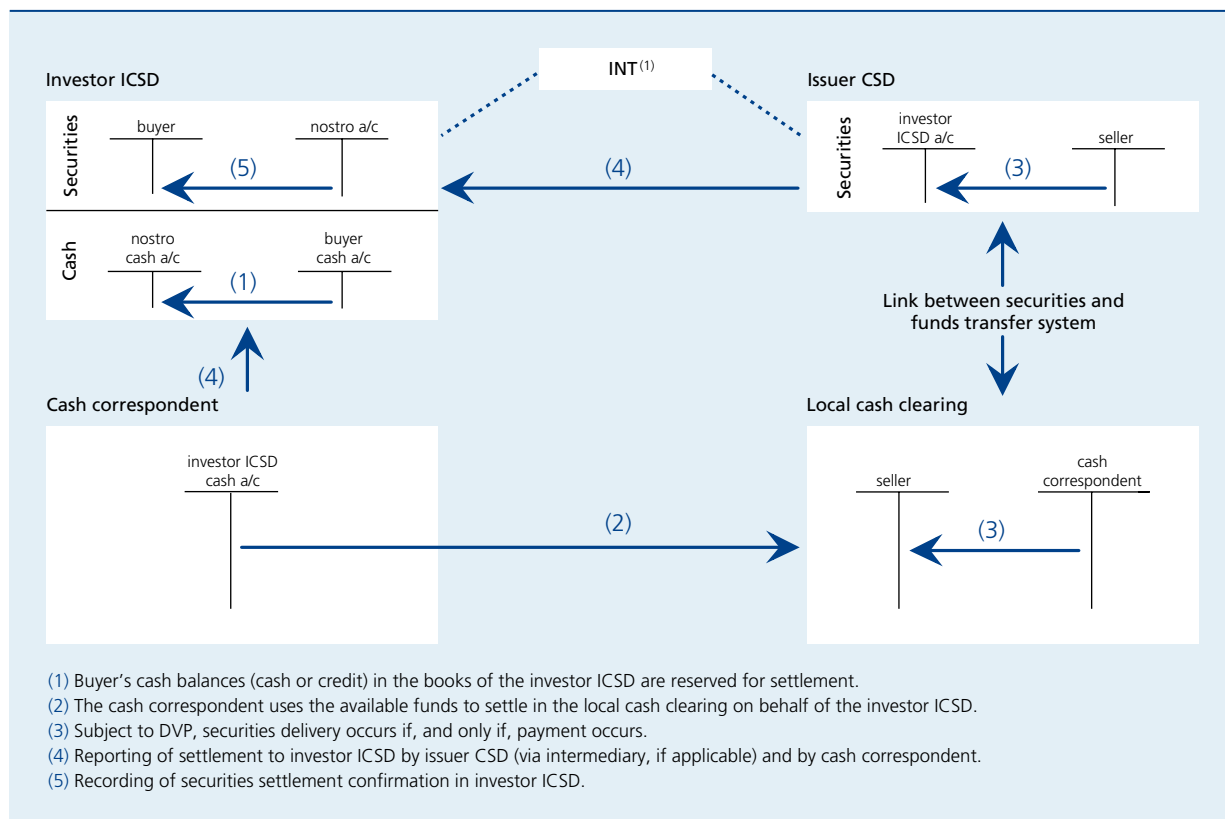 INT(1)
Investor ICSD
Issuer CSD
Securities
buyer
nostro a/c
(5)
(4)
Securities
investor
ICSD a/c
seller
(3)
Cash
nostro
cash a/c
buyer
cash a/c
(1)
Link between securities and
funds transfer system
(4)
Cash correspondent
Local cash clearing
investor ICSD
cash a/c
(2)
seller
cash
correspondent
(3)
(1) Buyer’s cash balances (cash or credit) in the books of the investor ICSD are reserved for settlement.
(2) The cash correspondent uses the available funds to settle in the local cash clearing on behalf of the investor ICSD.
(3) Subject to DVP, securities delivery occurs if, and only if, payment occurs.
(4) Reporting of settlement to investor ICSD by issuer CSD (via intermediary, if applicable) and by cash correspondent.
(5) Recording of securities settlement confirmation in investor ICSD.